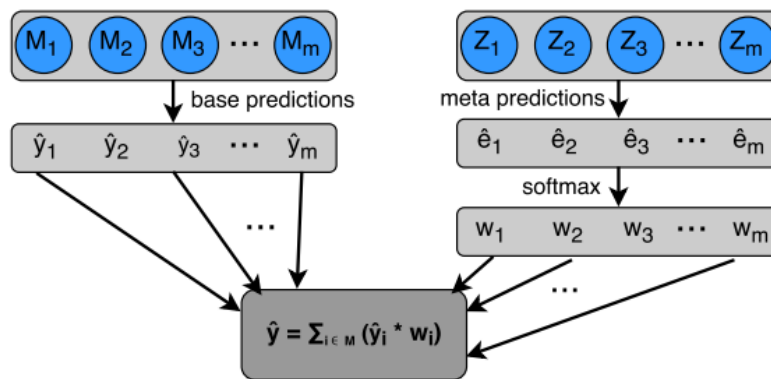 M₁ M₂ M₃ ··· Mₘ
base predictions
ŷ₁ ŷ₂ ŷ₃ ··· ŷₘ
...
Z₁ Z₂ Z₃ ··· Zₘ
meta predictions
ê₁ ê₂ ê₃ ··· êₘ
softmax
w₁ w₂ w₃ ··· wₘ
...
ŷ = ∑ᵢ ∈ M (ŷᵢ * wᵢ)